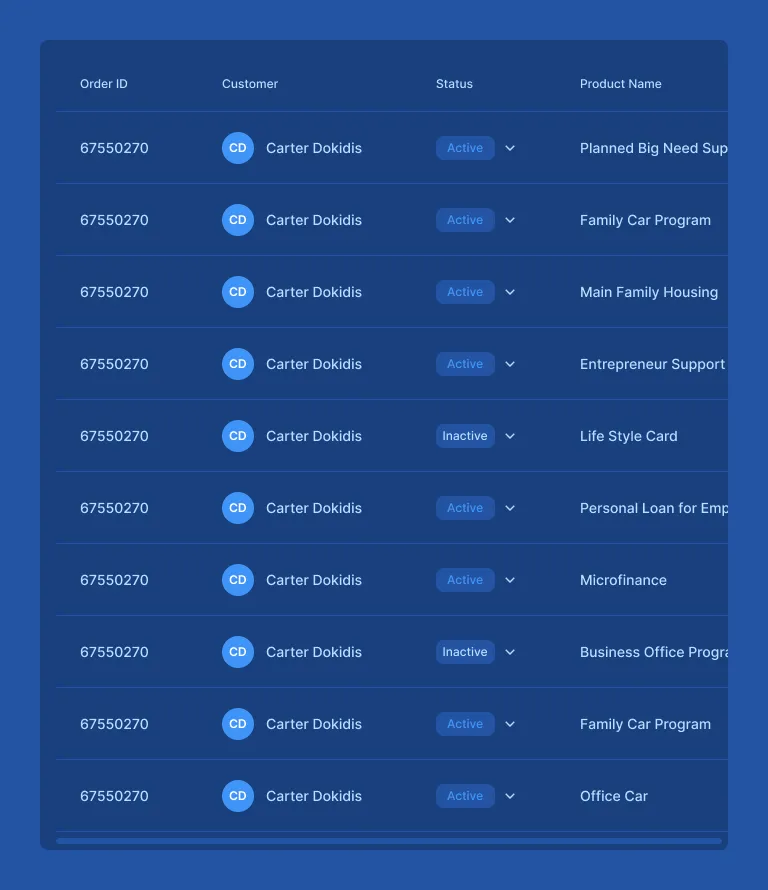 Order ID Customer Status Product Name
67550270 CD Carter Dokidis Active Planned Big Need Sup
67550270 CD Carter Dokidis Active Family Car Program
67550270 CD Carter Dokidis Active Main Family Housing
67550270 CD Carter Dokidis Active Entrepreneur Support
67550270 CD Carter Dokidis Inactive Life Style Card
67550270 CD Carter Dokidis Active Personal Loan for Emp
67550270 CD Carter Dokidis Active Microfinance
67550270 CD Carter Dokidis Inactive Business Office Progra
67550270 CD Carter Dokidis Active Family Car Program
67550270 CD Carter Dokidis Active Office Car